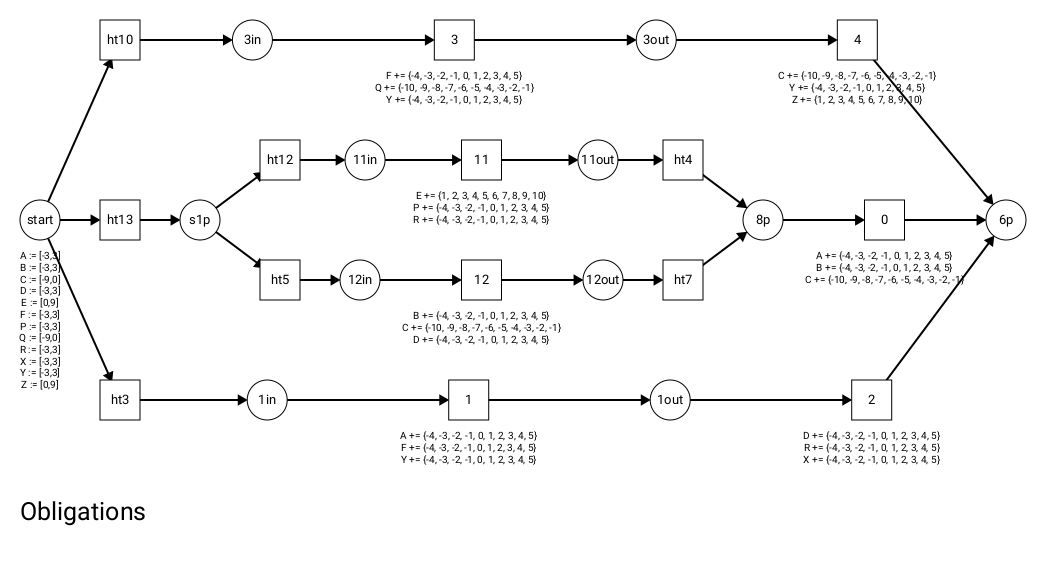 ht10 3in 3 3out 4
F += {-4, -3, -2, -1, 0, 1, 2, 3, 4, 5}
Q += {-10, -9, -8, -7, -6, -5, -4, -3, -2, -1}
Y += {-4, -3, -2, -1, 0, 1, 2, 3, 4, 5}
C += {-10, -9, -8, -7, -6, -5, -4, -3, -2, -1}
Y += {-4, -3, -2, -1, 0, 1, 2, 3, 4, 5}
Z += {1, 2, 3, 4, 5, 6, 7, 8, 9, 10}
ht12 11in 11 11out ht4
E += {1, 2, 3, 4, 5, 6, 7, 8, 9, 10}
P += {-4, -3, -2, -1, 0, 1, 2, 3, 4, 5}
R += {-4, -3, -2, -1, 0, 1, 2, 3, 4, 5}
start ht13 s1p 8p 0 6p
A := [-3,3]
B := [-3,3]
C := [-9,0]
D := [-3,3]
E := [0,9]
F := [-3,3]
P := [-3,3]
Q := [-9,0]
R := [-3,3]
X := [-3,3]
Y := [-3,3]
Z := [0,9]
A += {-4, -3, -2, -1, 0, 1, 2, 3, 4, 5}
B += {-4, -3, -2, -1, 0, 1, 2, 3, 4, 5}
C += {-10, -9, -8, -7, -6, -5, -4, -3, -2, -1}
ht5 12in 12 12out ht7
B += {-4, -3, -2, -1, 0, 1, 2, 3, 4, 5}
C += {-10, -9, -8, -7, -6, -5, -4, -3, -2, -1}
D += {-4, -3, -2, -1, 0, 1, 2, 3, 4, 5}
ht3 1in 1 1out 2
A += {-4, -3, -2, -1, 0, 1, 2, 3, 4, 5}
F += {-4, -3, -2, -1, 0, 1, 2, 3, 4, 5}
Y += {-4, -3, -2, -1, 0, 1, 2, 3, 4, 5}
D += {-4, -3, -2, -1, 0, 1, 2, 3, 4, 5}
R += {-4, -3, -2, -1, 0, 1, 2, 3, 4, 5}
X += {-4, -3, -2, -1, 0, 1, 2, 3, 4, 5}
Obligations